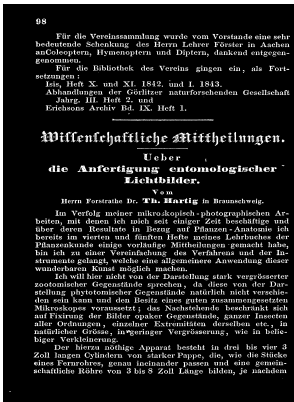 98
Für die Vereinssammlung wurde vom Vorstande eine sehr
bedeutende Schenkung des Herrn Lehrer Förster in Aachen
anColeoptern, Hymenoptern und Diptern, dankend entgegen-
genommen.
Für die Bibliothek des Vereins gingen ein, als Fort-
setzungen:
Isis, Heft X. und XI. 1842. und I. 1843.
Abhandlungen der Görlitzer naturforschenden Gesellschaft
Jahrg. III. Heft 2. und
Erichsons Archiv Bd. IX. Heft 1.
Wissenschaftliche Mittheilungen.
Ueber
die Anfertigung entomologischer
Lichtbilder.
Vom
Herrn Forstrathe Dr. Th. Hartig in Braunschweig.
Im Verfolg meiner mikroskopisch-photographischen Ar-
beiten, mit denen ich mich seit einiger Zeit beschäftige und
über deren Resultate in Bezug auf Pflanzen-Anatomie ich
bereits im vierten und fünften Hefte meines Lehrbuches der
Pflanzenkunde einige vorläufige Mittheilungen gemacht habe,
bin ich zu einer Vereinfachung des Verfahrens und der In-
strumente gelangt, welche eine allgemeinere Anwendung dieser
wunderbaren Kunst möglich machen.
Ich will hier nicht von der Darstellung stark vergrösserter
zootomischer Gegenstände sprechen, da diese von der Dar-
stellung phytotomischer Gegenstände natürlich nicht verschie-
den sein kann und den Besitz eines guten zusammengesetzten
Mikroskopes voraussetzt; das Nachstehende beschränkt sich
auf Fixirung der Bilder opaker Gegenstände, ganzer Insecten
aller Ordnungen, einzelner Extremitäten derselben etc., in
natürlicher Grösse, in geringer Vergrösserung, wie in belie-
biger Verkleinerung.
Der hierzu nöthige Apparat besteht in drei bis vier 3
Zoll langen Cylindern von starker Pappe, die, wie die Stücke
eines Fernrohres, genau ineinander passen und eine gemein-
schaftliche Röhre von 3 bis 8 Zoll Länge bilden, je nachdem